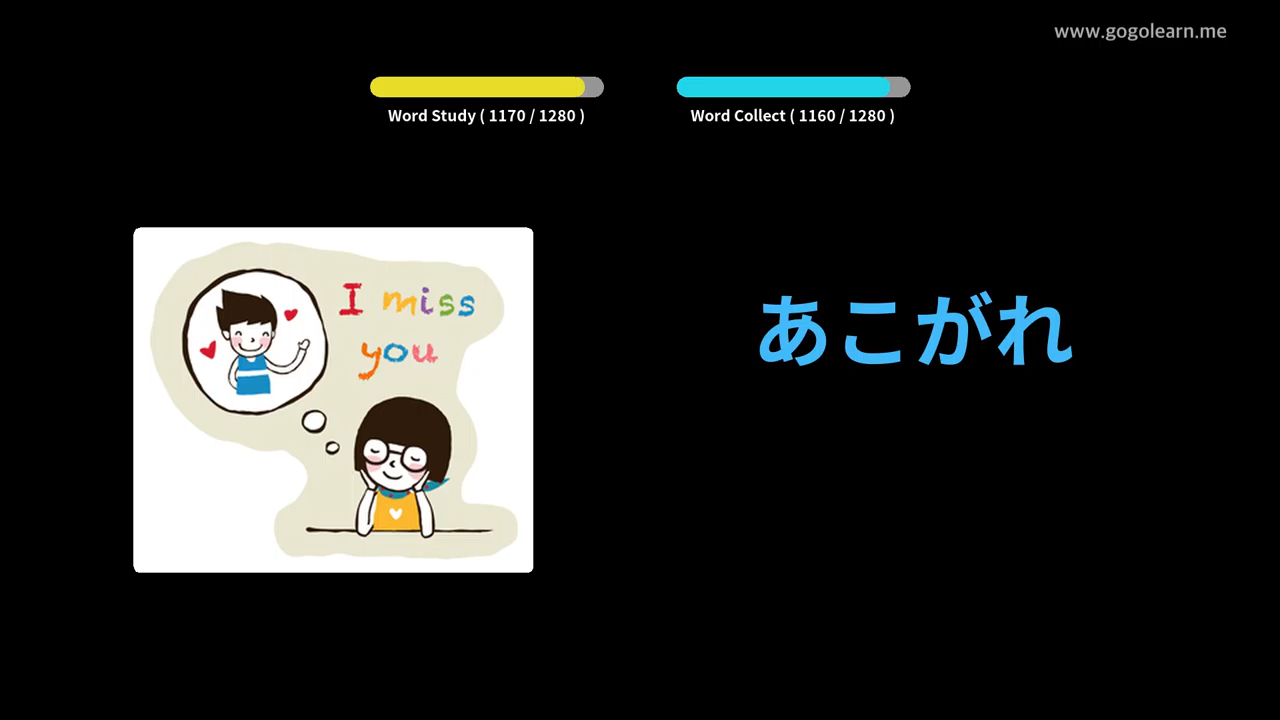 www.gogolearn.me
Word Study ( 1170 / 1280 )
Word Collect ( 1160 / 1280 )
I miss
you
あこがれ